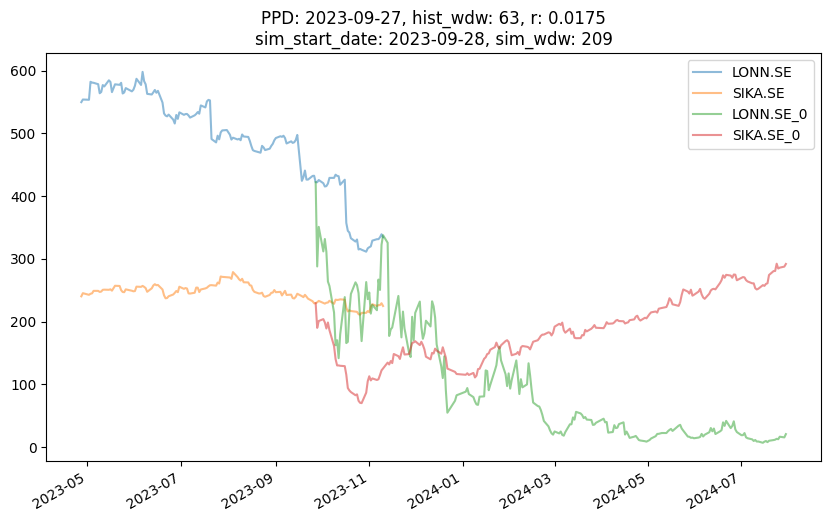 PPD: 2023-09-27, hist_wdw: 63, r: 0.0175
sim_start_date: 2023-09-28, sim_wdw: 209
LONN.SE
SIKA.SE
LONN.SE_0
SIKA.SE_0
600
500
400
300
200
100
0
2023-05
2023-07
2023-09
2023-11
2024-01
2024-03
2024-05
2024-07